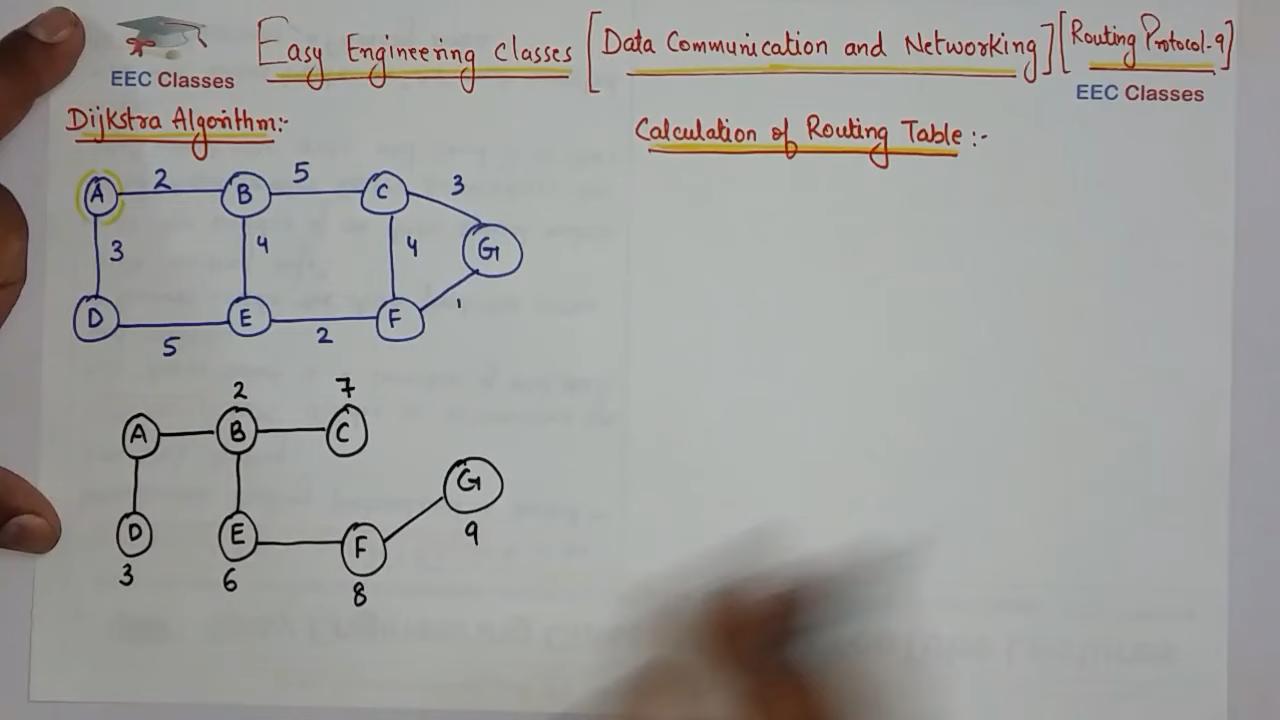 Easy Engineering Classes [Data Communication and Networking] [Routing Protocol-9]
EEC Classes
EEC Classes
Dijkstra Algorithm:-
Calculation of Routing Table:-
A 2 B 5 C 3
3 4 4 G
D E F 1
5 2
2 7
A B C
G
D E F 9
3 6 8